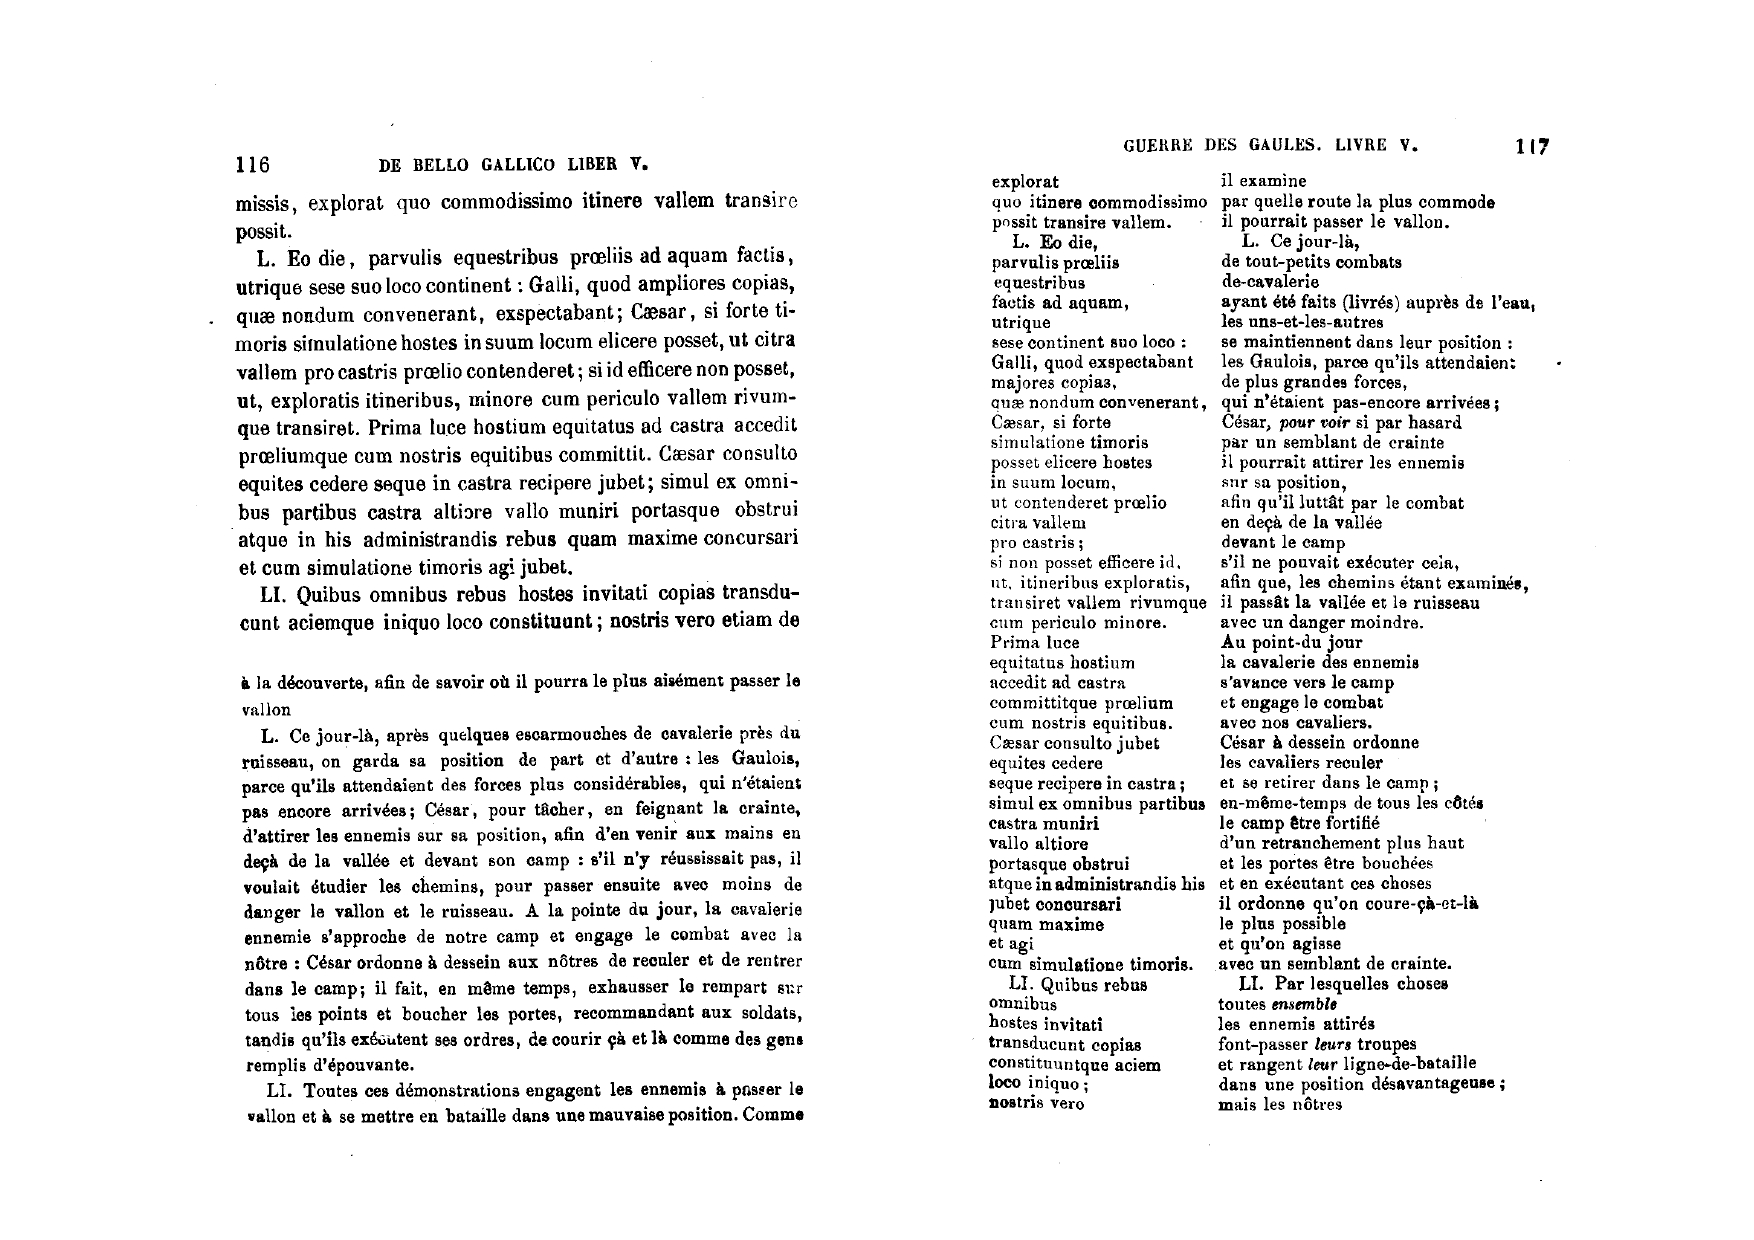 116 DE BELLO GALLICO LIBER V.
missis, explorat quo commodissimo itinere vallem transire
possit.
L. Eo die, parvulis equestribus prœliis ad aquam factis,
utrique sese suo loco continent : Galli, quod ampliores copias,
quæ nondum convenerant, exspectabant; Cæsar, si forte ti-
moris simulatione hostes in suum locum elicere posset, ut citra
vallem pro castris prœlio contenderet; si id efficere non posset,
ut, exploratis itineribus, minore cum periculo vallem rivum-
que transiret. Prima luce hostium equitatus ad castra accedit
prœliumque cum nostris equitibus committit. Cæsar consulto
equites cedere seque in castra recipere jubet; simul ex omni-
bus partibus castra altiore vallo muniri portasque obstrui
atque in his administrandis rebus quam maxime concursari
et cum simulatione timoris agi jubet.
LI. Quibus omnibus rebus hostes invitati copias transdu-
cunt aciemque iniquo loco constituunt; nostris vero etiam de
à la découverte, afin de savoir où il pourra le plus aisément passer le
vallon
L. Ce jour-là, après quelques escarmouches de cavalerie près du
ruisseau, on garda sa position de part et d'autre : les Gaulois,
parce qu'ils attendaient des forces plus considérables, qui n'étaient
pas encore arrivées; César, pour tâcher, en feignant la crainte,
d'attirer les ennemis sur sa position, afin d'en venir aux mains en
deçà de la vallée et devant son camp : s'il n'y réussissait pas, il
voulait étudier les chemins, pour passer ensuite avec moins de
danger le vallon et le ruisseau. A la pointe du jour, la cavalerie
ennemie s'approche de notre camp et engage le combat avec la
nôtre : César ordonne à dessein aux nôtres de reculer et de rentrer
dans le camp; il fait, en même temps, exhausser le rempart sur
tous les points et boucher les portes, recommandant aux soldats,
tandis qu'ils exécutent ses ordres, de courir çà et là comme des gens
remplis d'épouvante.
LI. Toutes ces démonstrations engagent les ennemis à passer le
vallon et à se mettre en bataille dans une mauvaise position. Comme
GUERRE DES GAULES. LIVRE V. 117
explorat il examine
quo itinere commodissimo par quelle route la plus commode
possit transire vallem. il pourrait passer le vallon.
L. Eo die, L. Ce jour-là,
parvulis prœliis de tout-petits combats
equestribus de-cavalerie
factis ad aquam, ayant été faits (livrés) auprès de l'eau,
utrique les uns-et-les-autres
sese continent suo loco : se maintiennent dans leur position :
Galli, quod exspectabant les Gaulois, parce qu'ils attendaient
majores copias, de plus grandes forces,
quæ nondum convenerant, qui n'étaient pas-encore arrivées;
Cæsar, si forte César, pour voir si par hasard
simulatione timoris par un semblant de crainte
posset elicere hostes il pourrait attirer les ennemis
in suum locum, sur sa position,
ut contenderet prœlio afin qu'il luttât par le combat
citra vallem en deçà de la vallée
pro castris; devant le camp
si non posset efficere id, s'il ne pouvait exécuter cela,
ut, itineribus exploratis, afin que, les chemins étant examinés,
transiret vallem rivumque il passât la vallée et le ruisseau
cum periculo minore. avec un danger moindre.
Prima luce Au point-du jour
equitatus hostium la cavalerie des ennemis
accedit ad castra s'avance vers le camp
committitque prœlium et engage le combat
cum nostris equitibus. avec nos cavaliers.
Cæsar consulto jubet César à dessein ordonne
equites cedere les cavaliers reculer
seque recipere in castra; et se retirer dans le camp;
simul ex omnibus partibus en-même-temps de tous les côtés
castra muniri le camp être fortifié
vallo altiore d'un retranchement plus haut
portasque obstrui et les portes être bouchées
atque in administrandis his et en exécutant ces choses
jubet concursari il ordonne qu'on coure-çà-et-là
quam maxime le plus possible
et agi et qu'on agisse
cum simulatione timoris. avec un semblant de crainte.
LI. Quibus rebus LI. Par lesquelles choses
omnibus toutes ensemble
hostes invitati les ennemis attirés
transducunt copias font-passer leurs troupes
constituuntque aciem et rangent leur ligne-de-bataille
loco iniquo; dans une position désavantageuse;
nostris vero mais les nôtres